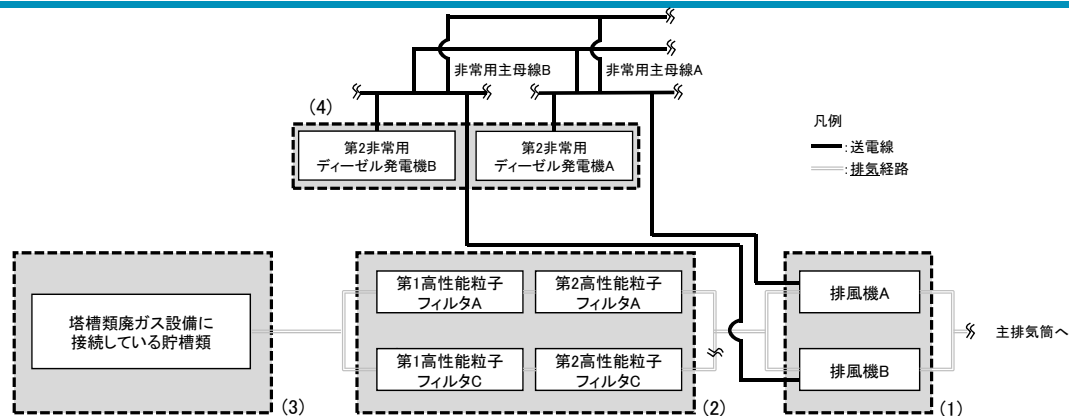 非常用主母線B
非常用主母線A
(4)
第2非常用
ディーゼル発電機B
第2非常用
ディーゼル発電機A
凡例
:送電線
:排気経路
塔槽類廃ガス設備に
接続している貯槽類
第1高性能粒子
フィルタA
第2高性能粒子
フィルタA
第1高性能粒子
フィルタC
第2高性能粒子
フィルタC
排風機A
排風機B
主排気筒へ
(3)
(2)
(1)